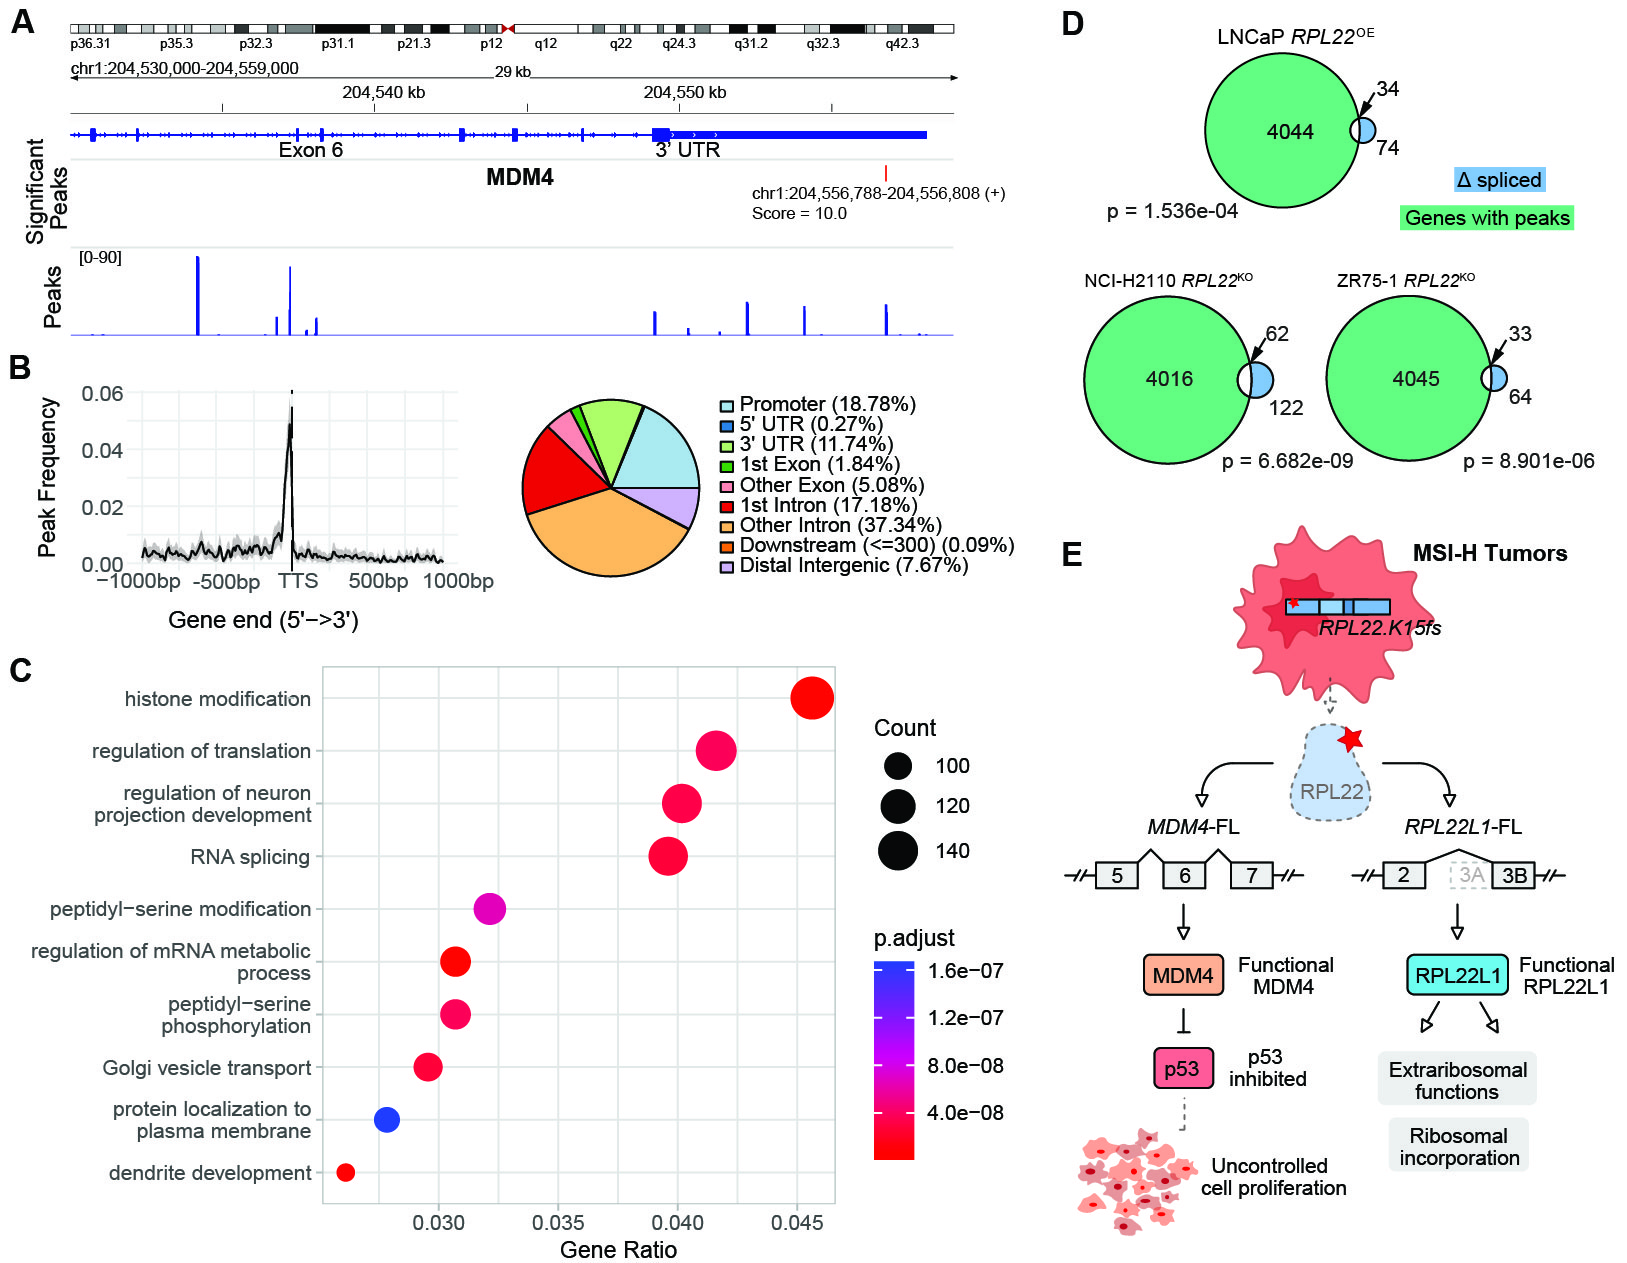 A
p36.31 p35.3 p32.3 p31.1 p21.3 p12 q12 q22 q24.3 q31.2 q32.3 q42.3
chr1:204,530,000-204,559,000
29 kb
204,540 kb 204,550 kb
Exon 6
3' UTR
MDM4
Significant
Peaks
chr1:204,556,788-204,556,808 (+)
Score = 10.0
Peaks
[0-90]
B
Peak Frequency
0.06
0.04
0.02
0.00
−1000bp −500bp TTS 500bp 1000bp
Gene end (5'−>3')
Promoter (18.78%)
5' UTR (0.27%)
3' UTR (11.74%)
1st Exon (1.84%)
Other Exon (5.08%)
1st Intron (17.18%)
Other Intron (37.34%)
Downstream (<=300) (0.09%)
Distal Intergenic (7.67%)
C
histone modification
regulation of translation
regulation of neuron
projection development
RNA splicing
peptidyl−serine modification
regulation of mRNA metabolic
process
peptidyl−serine
phosphorylation
Golgi vesicle transport
protein localization to
plasma membrane
dendrite development
0.030 0.035 0.040 0.045
Gene Ratio
Count
100
120
140
p.adjust
1.6e−07
1.2e−07
8.0e−08
4.0e−08
D
LNCaP RPL22OE
4044
34
74
p = 1.536e-04
Δ spliced
Genes with peaks
NCI-H2110 RPL22KO
4016
62
122
p = 6.682e-09
ZR75-1 RPL22KO
4045
33
64
p = 8.901e-06
E
MSI-H Tumors
RPL22.K15fs
RPL22
MDM4-FL
5 6 7
MDM4
Functional
MDM4
p53
p53
inhibited
Uncontrolled
cell proliferation
RPL22L1-FL
2 3A 3B
RPL22L1
Functional
RPL22L1
Extraribosomal
functions
Ribosomal
incorporation